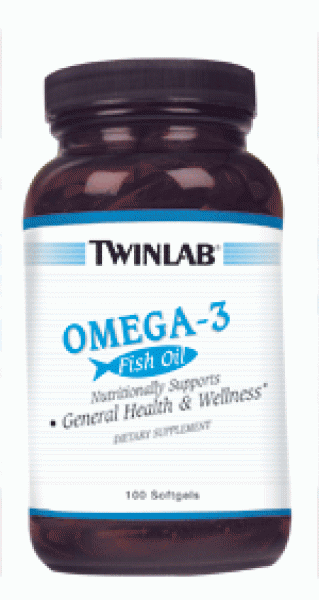 TWINLAB®
OMEGA-3
Fish Oil
Nutritionally Supports
• General Health & Wellness*
DIETARY SUPPLEMENT
100 Softgels